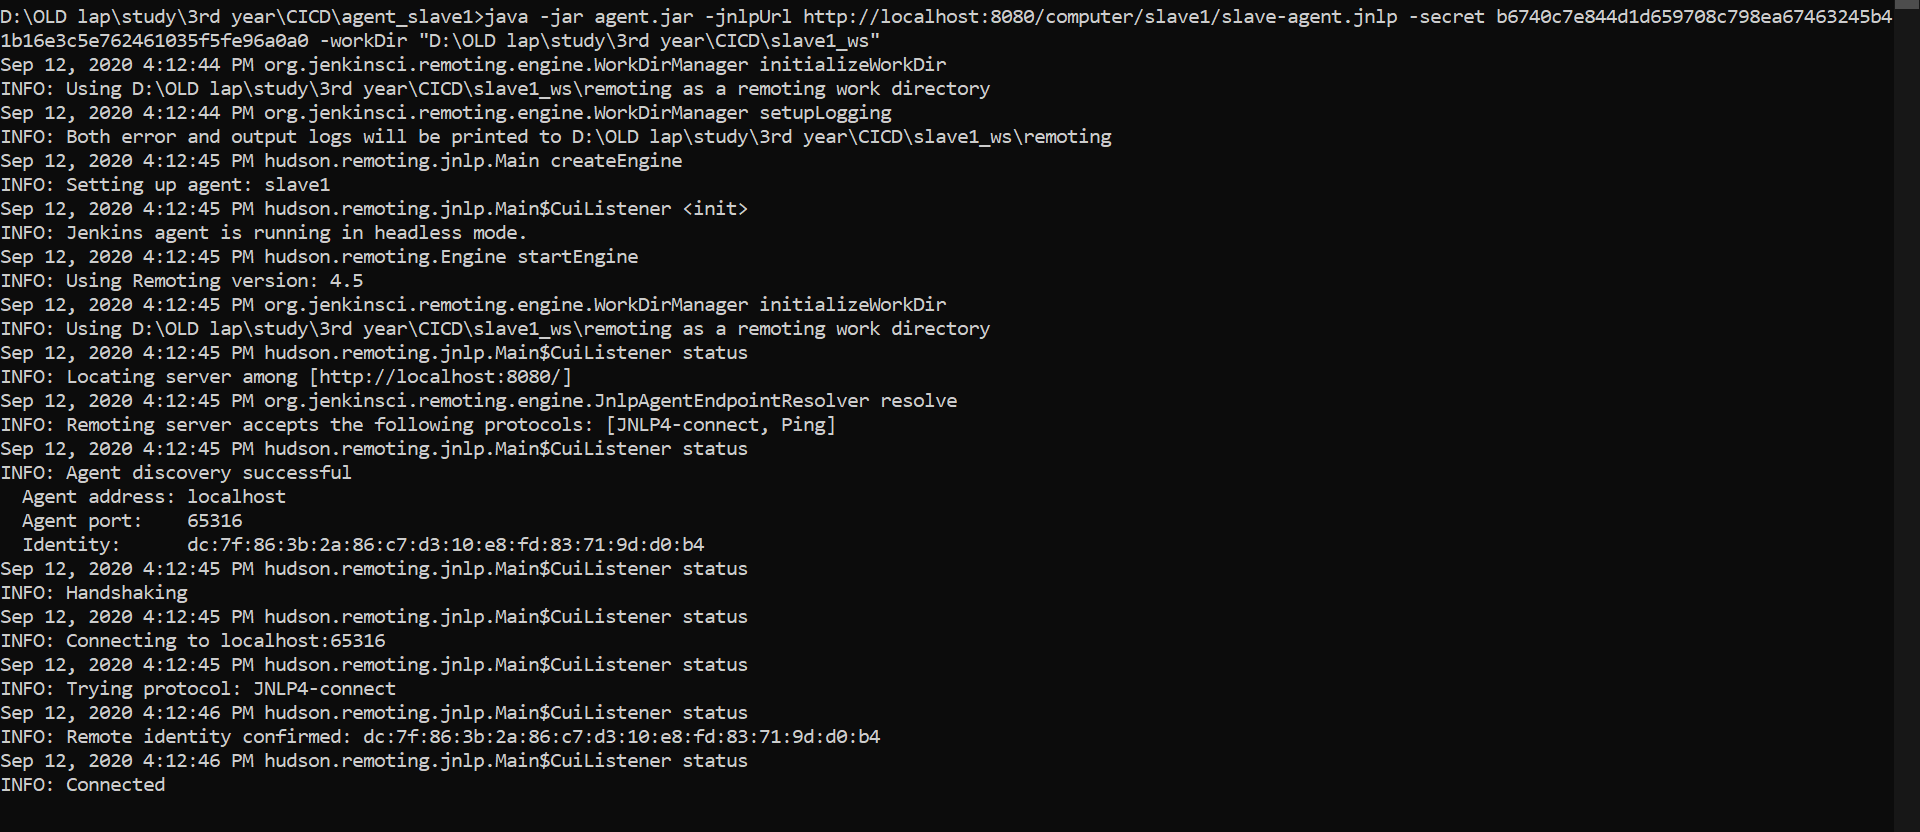 D:\OLD lap\study\3rd year\CICD\agent_slave1>java -jar agent.jar -jnlpUrl http://localhost:8080/computer/slave1/slave-agent.jnlp -secret b6740c7e844d1d659708c798ea67463245b4
1b16e3c5e762461035f5fe96a0a0 -workDir "D:\OLD lap\study\3rd year\CICD\slave1_ws"
Sep 12, 2020 4:12:44 PM org.jenkinsci.remoting.engine.WorkDirManager initializeWorkDir
INFO: Using D:\OLD lap\study\3rd year\CICD\slave1_ws\remoting as a remoting work directory
Sep 12, 2020 4:12:44 PM org.jenkinsci.remoting.engine.WorkDirManager setupLogging
INFO: Both error and output logs will be printed to D:\OLD lap\study\3rd year\CICD\slave1_ws\remoting
Sep 12, 2020 4:12:45 PM hudson.remoting.jnlp.Main createEngine
INFO: Setting up agent: slave1
Sep 12, 2020 4:12:45 PM hudson.remoting.jnlp.Main$CuiListener <init>
INFO: Jenkins agent is running in headless mode.
Sep 12, 2020 4:12:45 PM hudson.remoting.Engine startEngine
INFO: Using Remoting version: 4.5
Sep 12, 2020 4:12:45 PM org.jenkinsci.remoting.engine.WorkDirManager initializeWorkDir
INFO: Using D:\OLD lap\study\3rd year\CICD\slave1_ws\remoting as a remoting work directory
Sep 12, 2020 4:12:45 PM hudson.remoting.jnlp.Main$CuiListener status
INFO: Locating server among [http://localhost:8080/]
Sep 12, 2020 4:12:45 PM org.jenkinsci.remoting.engine.JnlpAgentEndpointResolver resolve
INFO: Remoting server accepts the following protocols: [JNLP4-connect, Ping]
Sep 12, 2020 4:12:45 PM hudson.remoting.jnlp.Main$CuiListener status
INFO: Agent discovery successful
  Agent address: localhost
  Agent port:    65316
  Identity:      dc:7f:86:3b:2a:86:c7:d3:10:e8:fd:83:71:9d:d0:b4
Sep 12, 2020 4:12:45 PM hudson.remoting.jnlp.Main$CuiListener status
INFO: Handshaking
Sep 12, 2020 4:12:45 PM hudson.remoting.jnlp.Main$CuiListener status
INFO: Connecting to localhost:65316
Sep 12, 2020 4:12:45 PM hudson.remoting.jnlp.Main$CuiListener status
INFO: Trying protocol: JNLP4-connect
Sep 12, 2020 4:12:46 PM hudson.remoting.jnlp.Main$CuiListener status
INFO: Remote identity confirmed: dc:7f:86:3b:2a:86:c7:d3:10:e8:fd:83:71:9d:d0:b4
Sep 12, 2020 4:12:46 PM hudson.remoting.jnlp.Main$CuiListener status
INFO: Connected